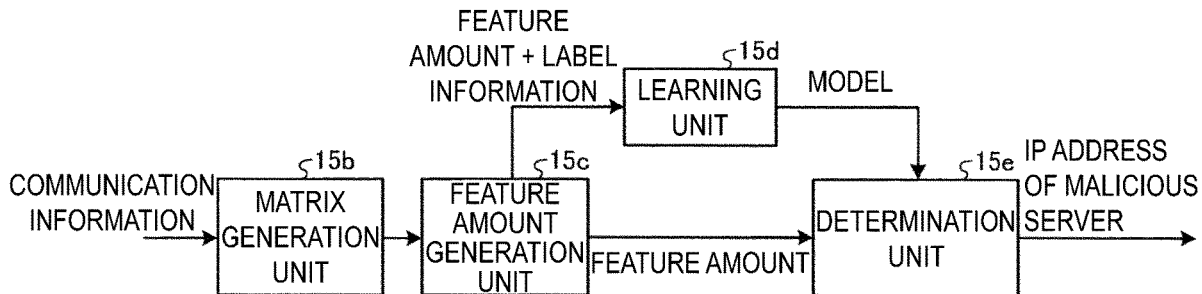 FEATURE
AMOUNT + LABEL
INFORMATION
15d
LEARNING
UNIT
MODEL
COMMUNICATION
INFORMATION
15b
MATRIX
GENERATION
UNIT
15c
FEATURE
AMOUNT
GENERATION
UNIT
FEATURE AMOUNT
15e
DETERMINATION
UNIT
IP ADDRESS
OF MALICIOUS
SERVER